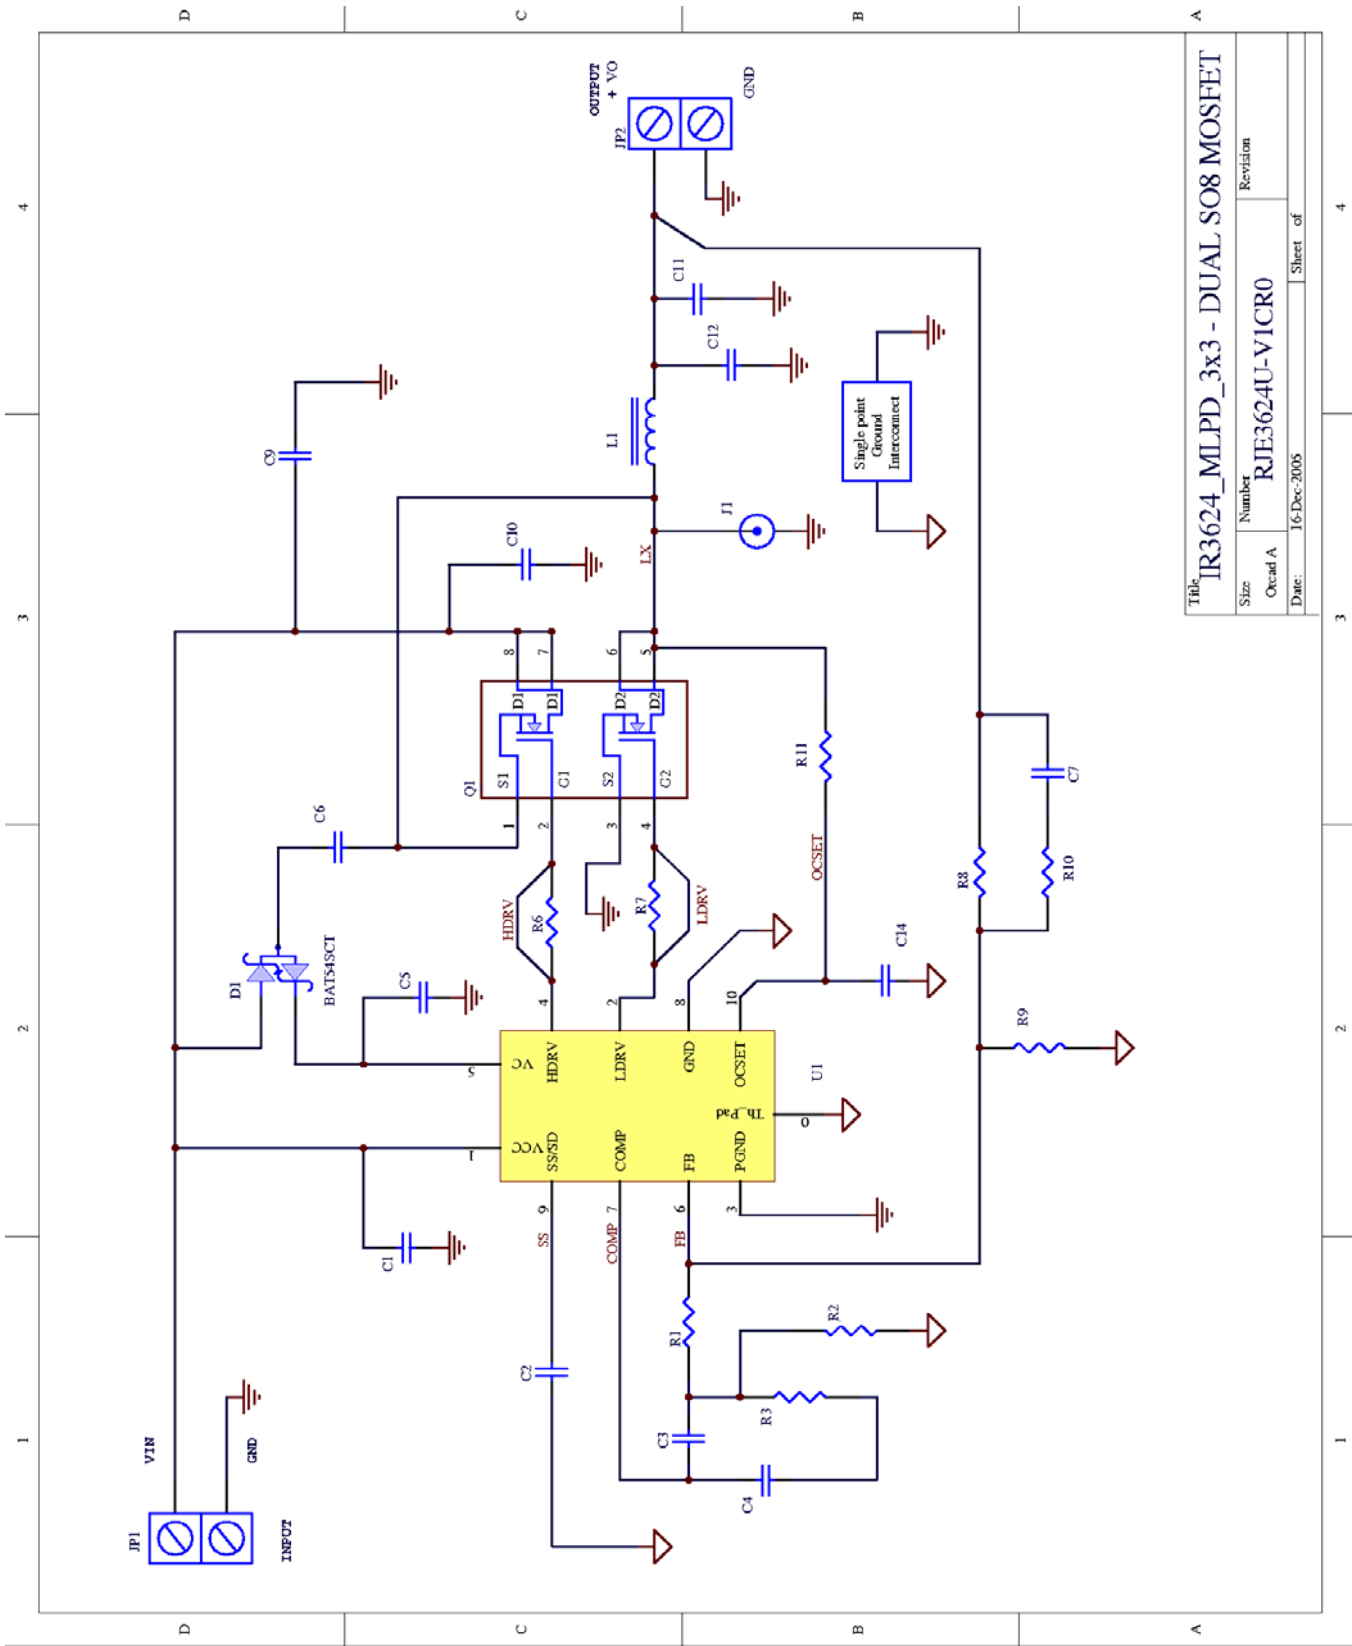 D
C
B
A
4
3
2
1
JP1
VIN
GND
INPUT
C1
VCC
1
VC
5
C5
D1
BAT54SCT
C6
C9
C10
Q1
S1
G1
S2
G2
D1
D1
D2
D2
1
2
3
4
8
7
6
5
HDRV
R6
R7
LDRV
LX
J1
L1
C12
C11
OUTPUT
+ VO
JP2
GND
SS/SD
COMP
FB
PGND
HDRV
LDRV
GND
OCSET
Th_Pad
0
U1
4
2
8
10
9
7
6
3
SS
COMP
FB
C2
R1
C3
C4
R3
R2
OCSET
R11
C14
R8
R10
C7
R9
Single point
Ground
Interconnect
Title
IR3624_MLPD_3x3 - DUAL SO8 MOSFET
Size
Orcad A
Number
RJE3624U-V1CR0
Revision
Date:
16-Dec-2005
Sheet of
D
C
B
A
1
2
3
4